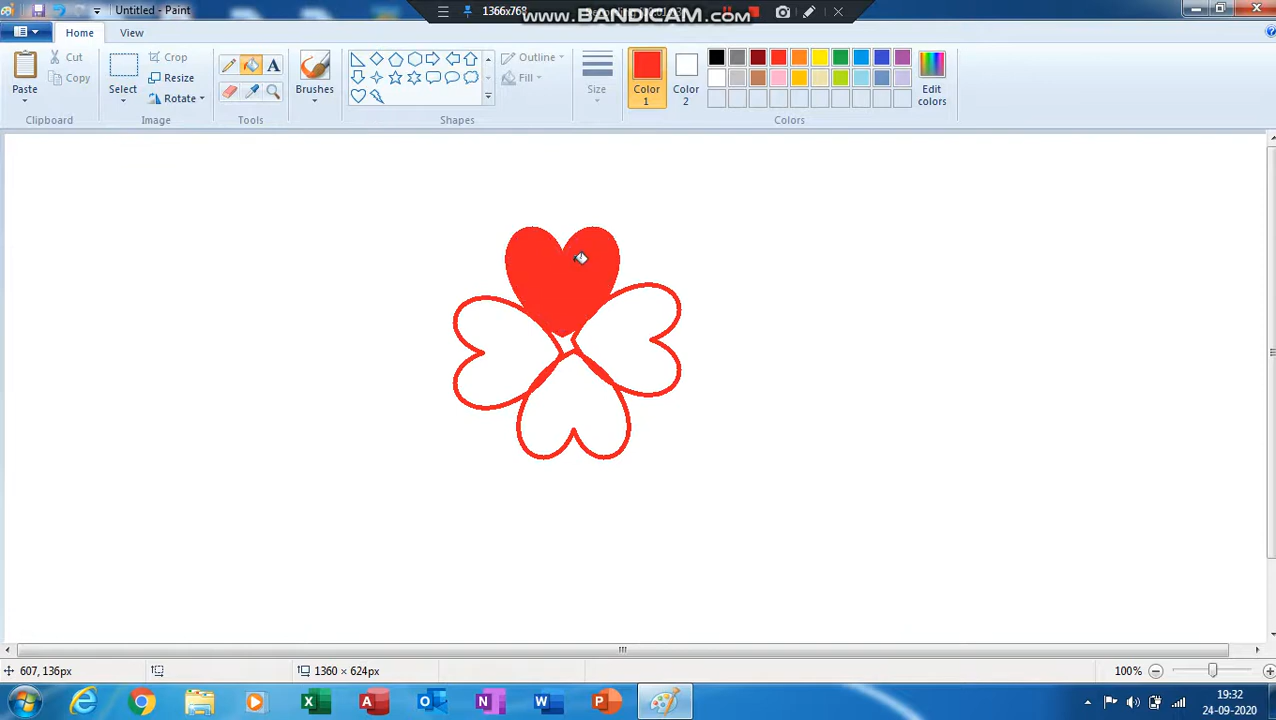 Untitled - Paint
1366x768
www.BANDICAM.com
Home
View
Paste
Cut
Copy
Clipboard
Select
Crop
Resize
Rotate
Image
A
Tools
Brushes
Outline
Fill
Shapes
Size
Color 1
Color 2
Edit colors
Colors
607, 136px
1360 × 624px
100%
19:32
24-09-2020